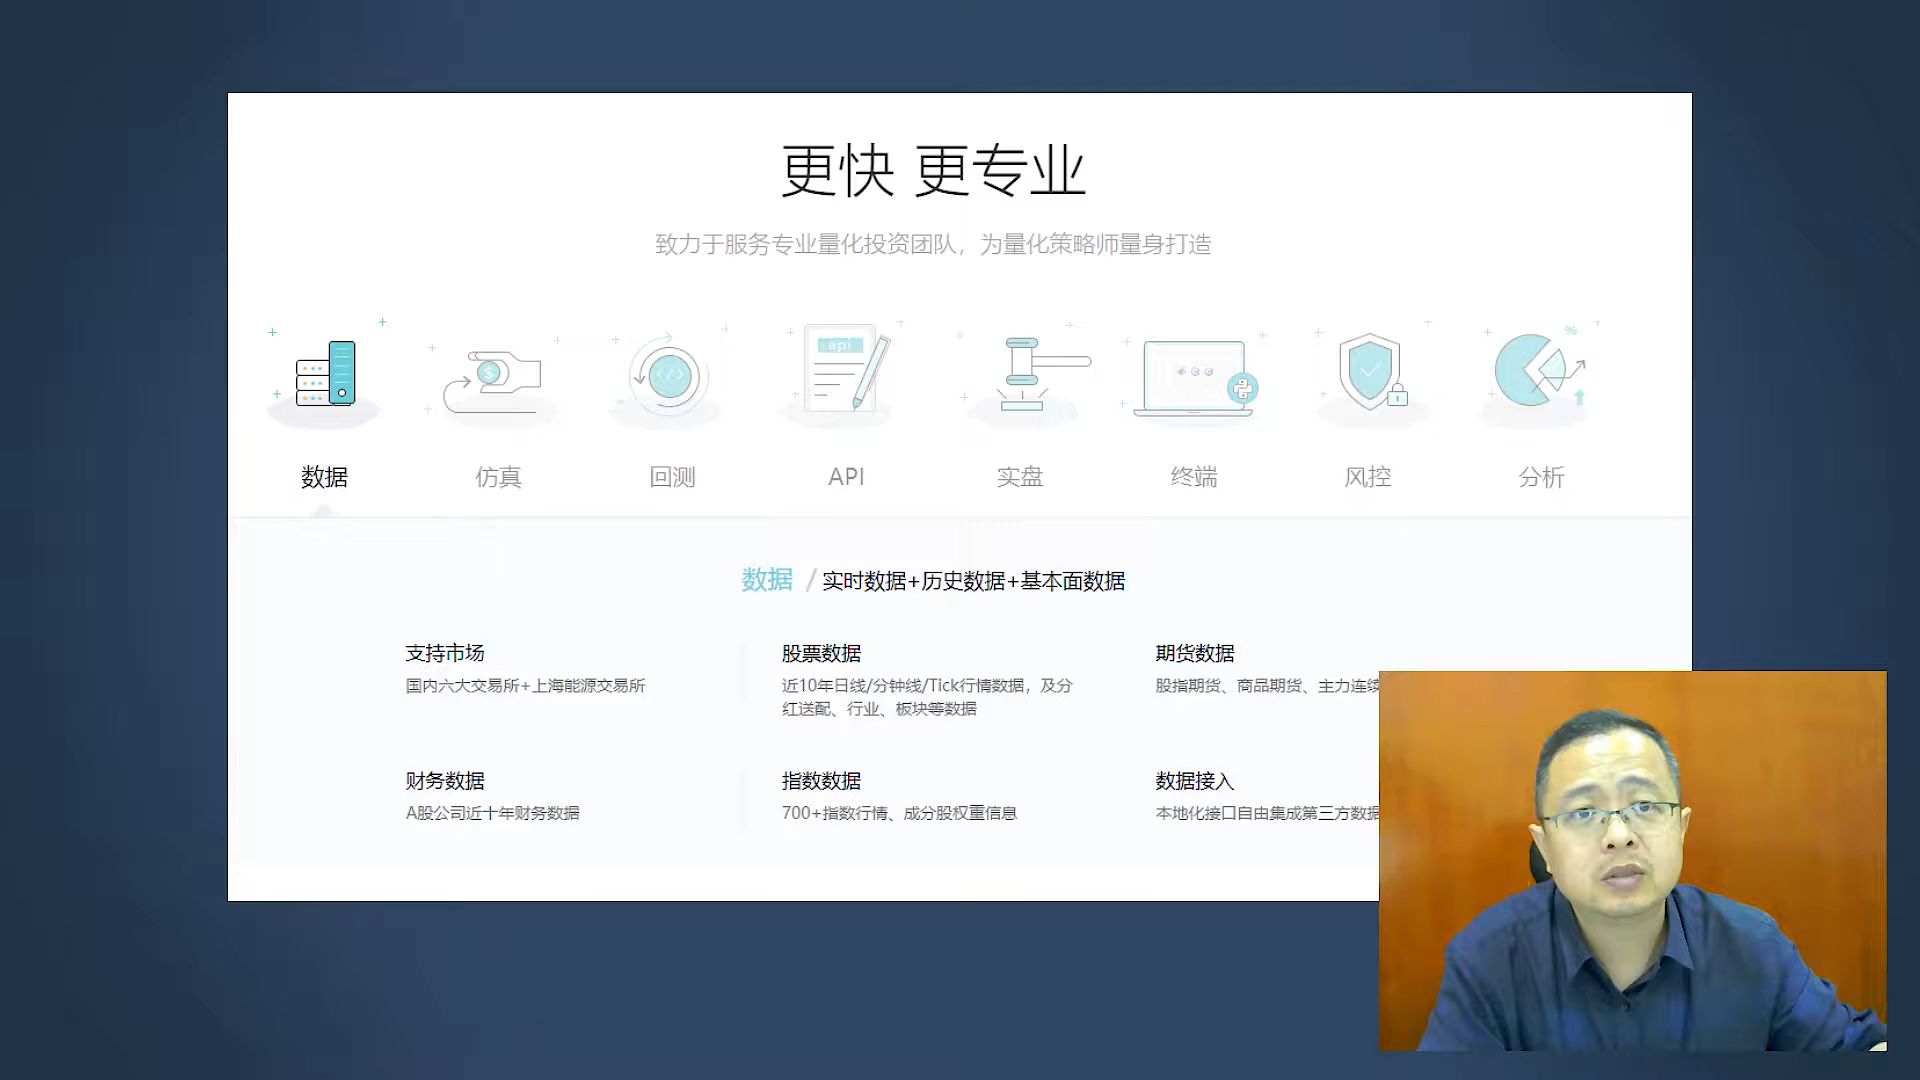 更快 更专业
致力于服务专业量化投资团队，为量化策略师量身打造
api
$
</>
%
数据
仿真
回测
API
实盘
终端
风控
分析
数据 / 实时数据+历史数据+基本面数据
支持市场
国内六大交易所+上海能源交易所
股票数据
近10年日线/分钟线/Tick行情数据，及分
红送配、行业、板块等数据
期货数据
股指期货、商品期货、主力连续
财务数据
A股公司近十年财务数据
指数数据
700+指数行情、成分股权重信息
数据接入
本地化接口自由集成第三方数据